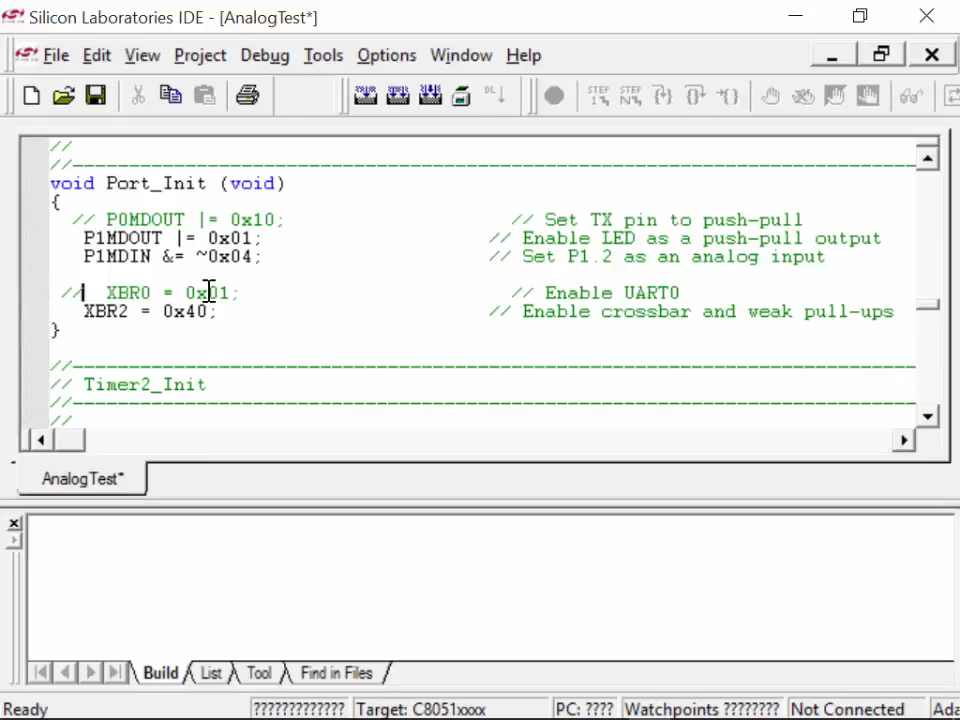 Silicon Laboratories IDE - [AnalogTest*]
File Edit View Project Debug Tools Options Window Help
//
//---------------------------------------------------------------------------
void Port_Init (void)
{
// P0MDOUT |= 0x10; // Set TX pin to push-pull
P1MDOUT |= 0x01; // Enable LED as a push-pull output
P1MDIN &= ~0x04; // Set P1.2 as an analog input
// XBR0 = 0x01; // Enable UART0
XBR2 = 0x40; // Enable crossbar and weak pull-ups
}
//---------------------------------------------------------------------------
// Timer2_Init
//---------------------------------------------------------------------------
//
AnalogTest*
Build List Tool Find in Files
Ready ????????????? Target: C8051xxxx PC: ???? Watchpoints ???????? Not Connected